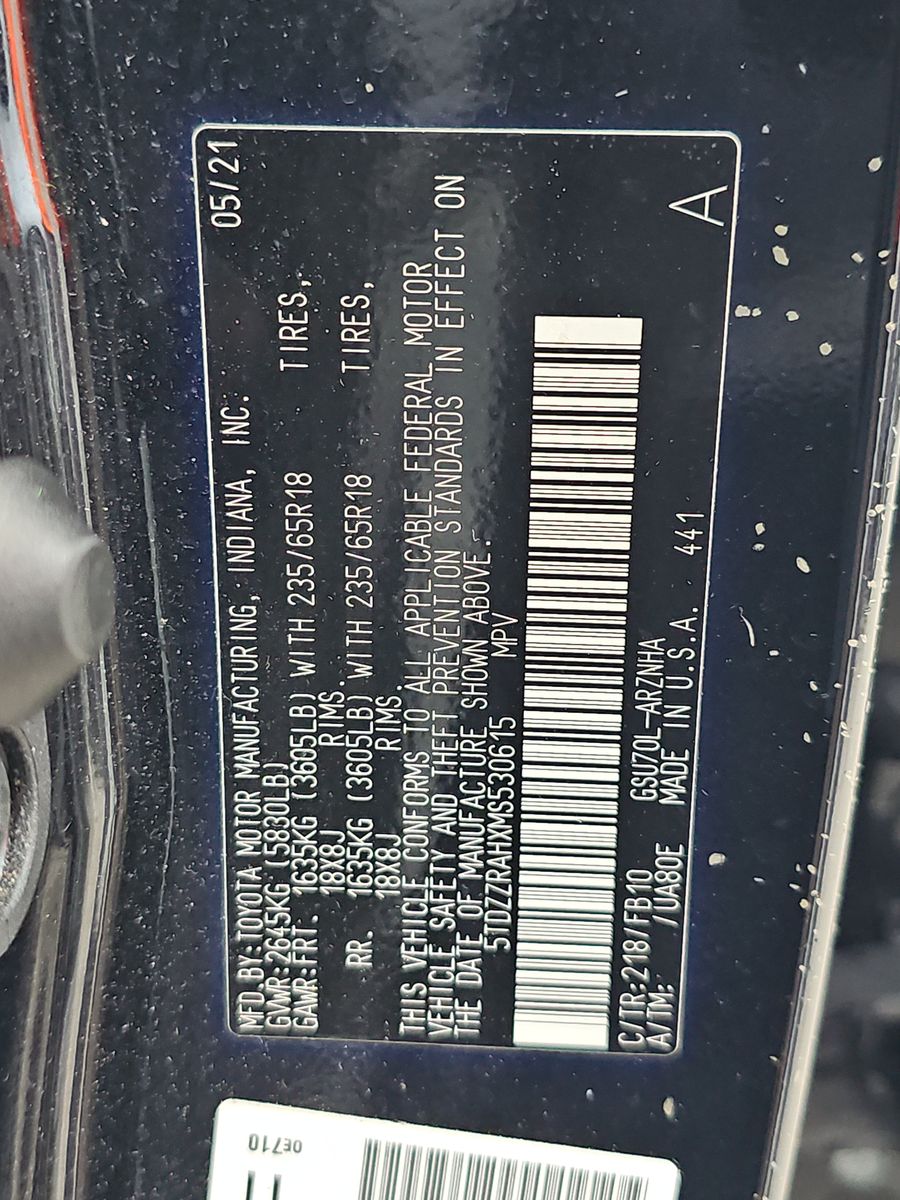 MFD.BY:TOYOTA MOTOR MANUFACTURING, INDIANA, INC. 05/21
GVWR:2645KG (5830LB)
GAWR:FRT. 1635KG (3605LB) WITH 235/65R18 TIRES,
18X8J RIMS.
RR. 1635KG (3605LB) WITH 235/65R18 TIRES,
18X8J RIMS.
THIS VEHICLE CONFORMS TO ALL APPLICABLE FEDERAL MOTOR
VEHICLE SAFETY AND THEFT PREVENTION STANDARDS IN EFFECT ON
THE DATE OF MANUFACTURE SHOWN ABOVE.
5TDZZRAHXMS530615 MPV
C/TR:218/FB10 GSU70L-ARZNHA
A/TM: /UA80E MADE IN U.S.A. 441 A
0E710